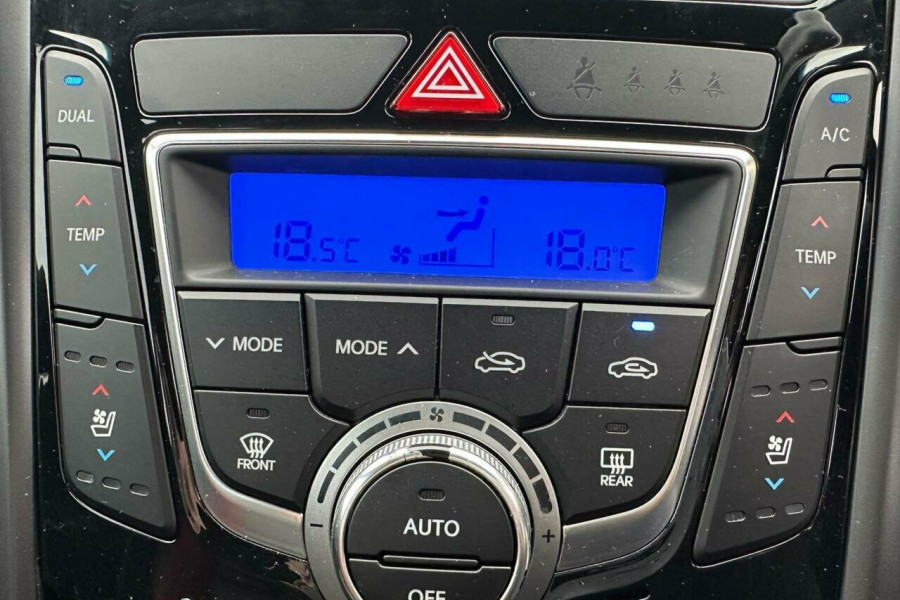 DUAL
A/C
TEMP
TEMP
18.5°C
18.0°C
MODE
MODE
FRONT
REAR
- +
AUTO
OFF